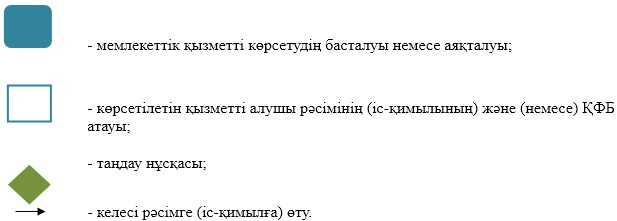 - мемлекеттік қызметті көрсетудің басталуы немесе аяқталуы;
- көрсетілетін қызметті алушы рәсімінің (іс-қимылының) және (немесе) ҚФБ
атауы;
- таңдау нұсқасы;
- келесі рәсімге (іс-қимылға) өту.